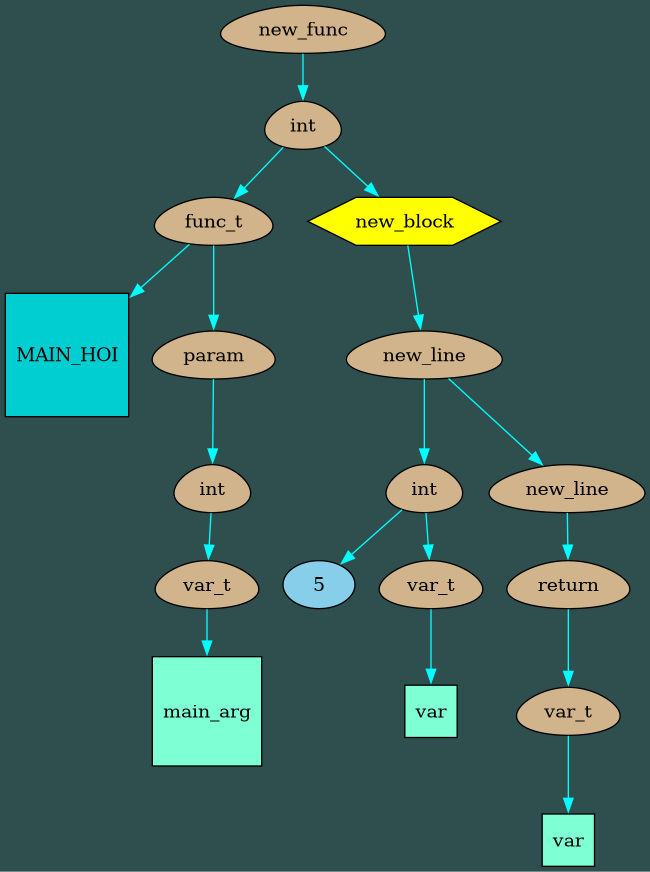 new_func
int
func_t
new_block
MAIN_HOI
param
new_line
int
int
new_line
var_t
5
var_t
return
main_arg
var
var_t
var